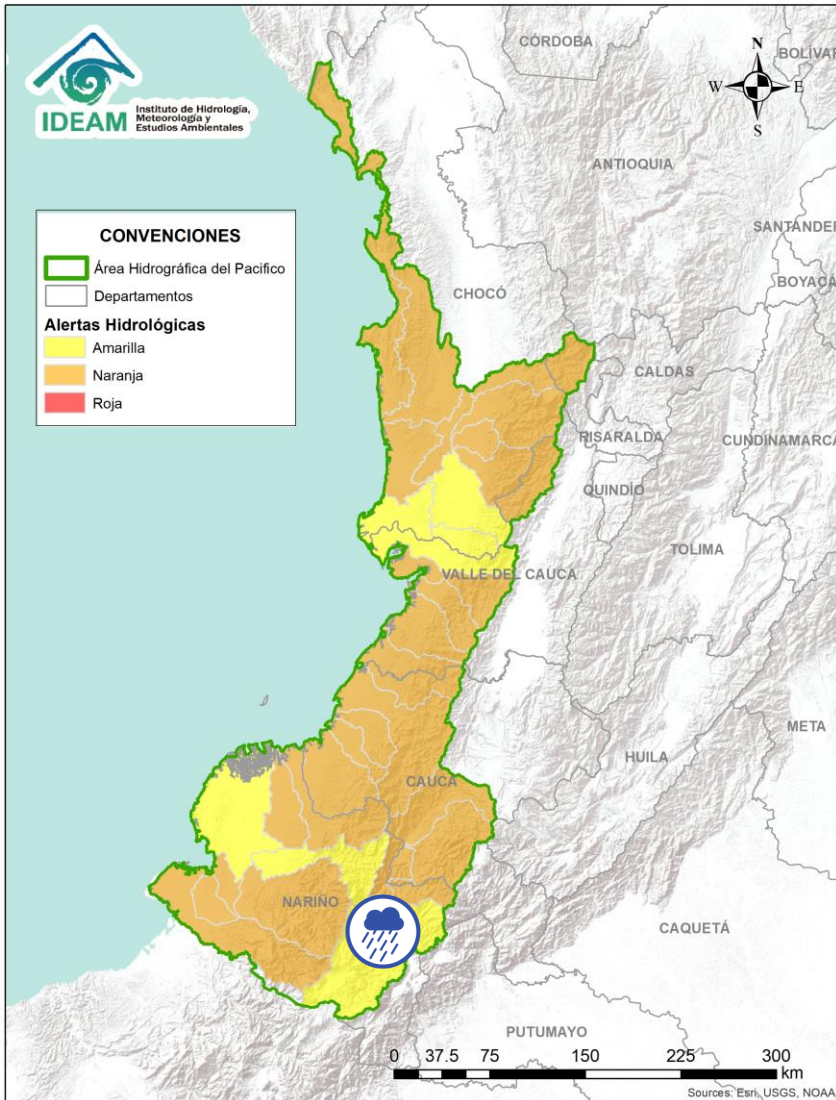 IDEAM
Instituto de Hidrología,
Meteorología y
Estudios Ambientales
CÓRDOBA
BOLÍVAR
N
W
E
S
ANTIOQUIA
SANTANDER
BOYACÁ
CONVENCIONES
Área Hidrográfica del Pacifico
Departamentos
Alertas Hidrológicas
Amarilla
Naranja
Roja
CHOCÓ
CALDAS
RISARALDA
CUNDINAMARCA
QUINDÍO
TOLIMA
VALLE DEL CAUCA
META
HUILA
CAUCA
NARIÑO
CAQUETÁ
PUTUMAYO
0 37.5 75 150 225 300
km
Sources: Esri, USGS, NOAA